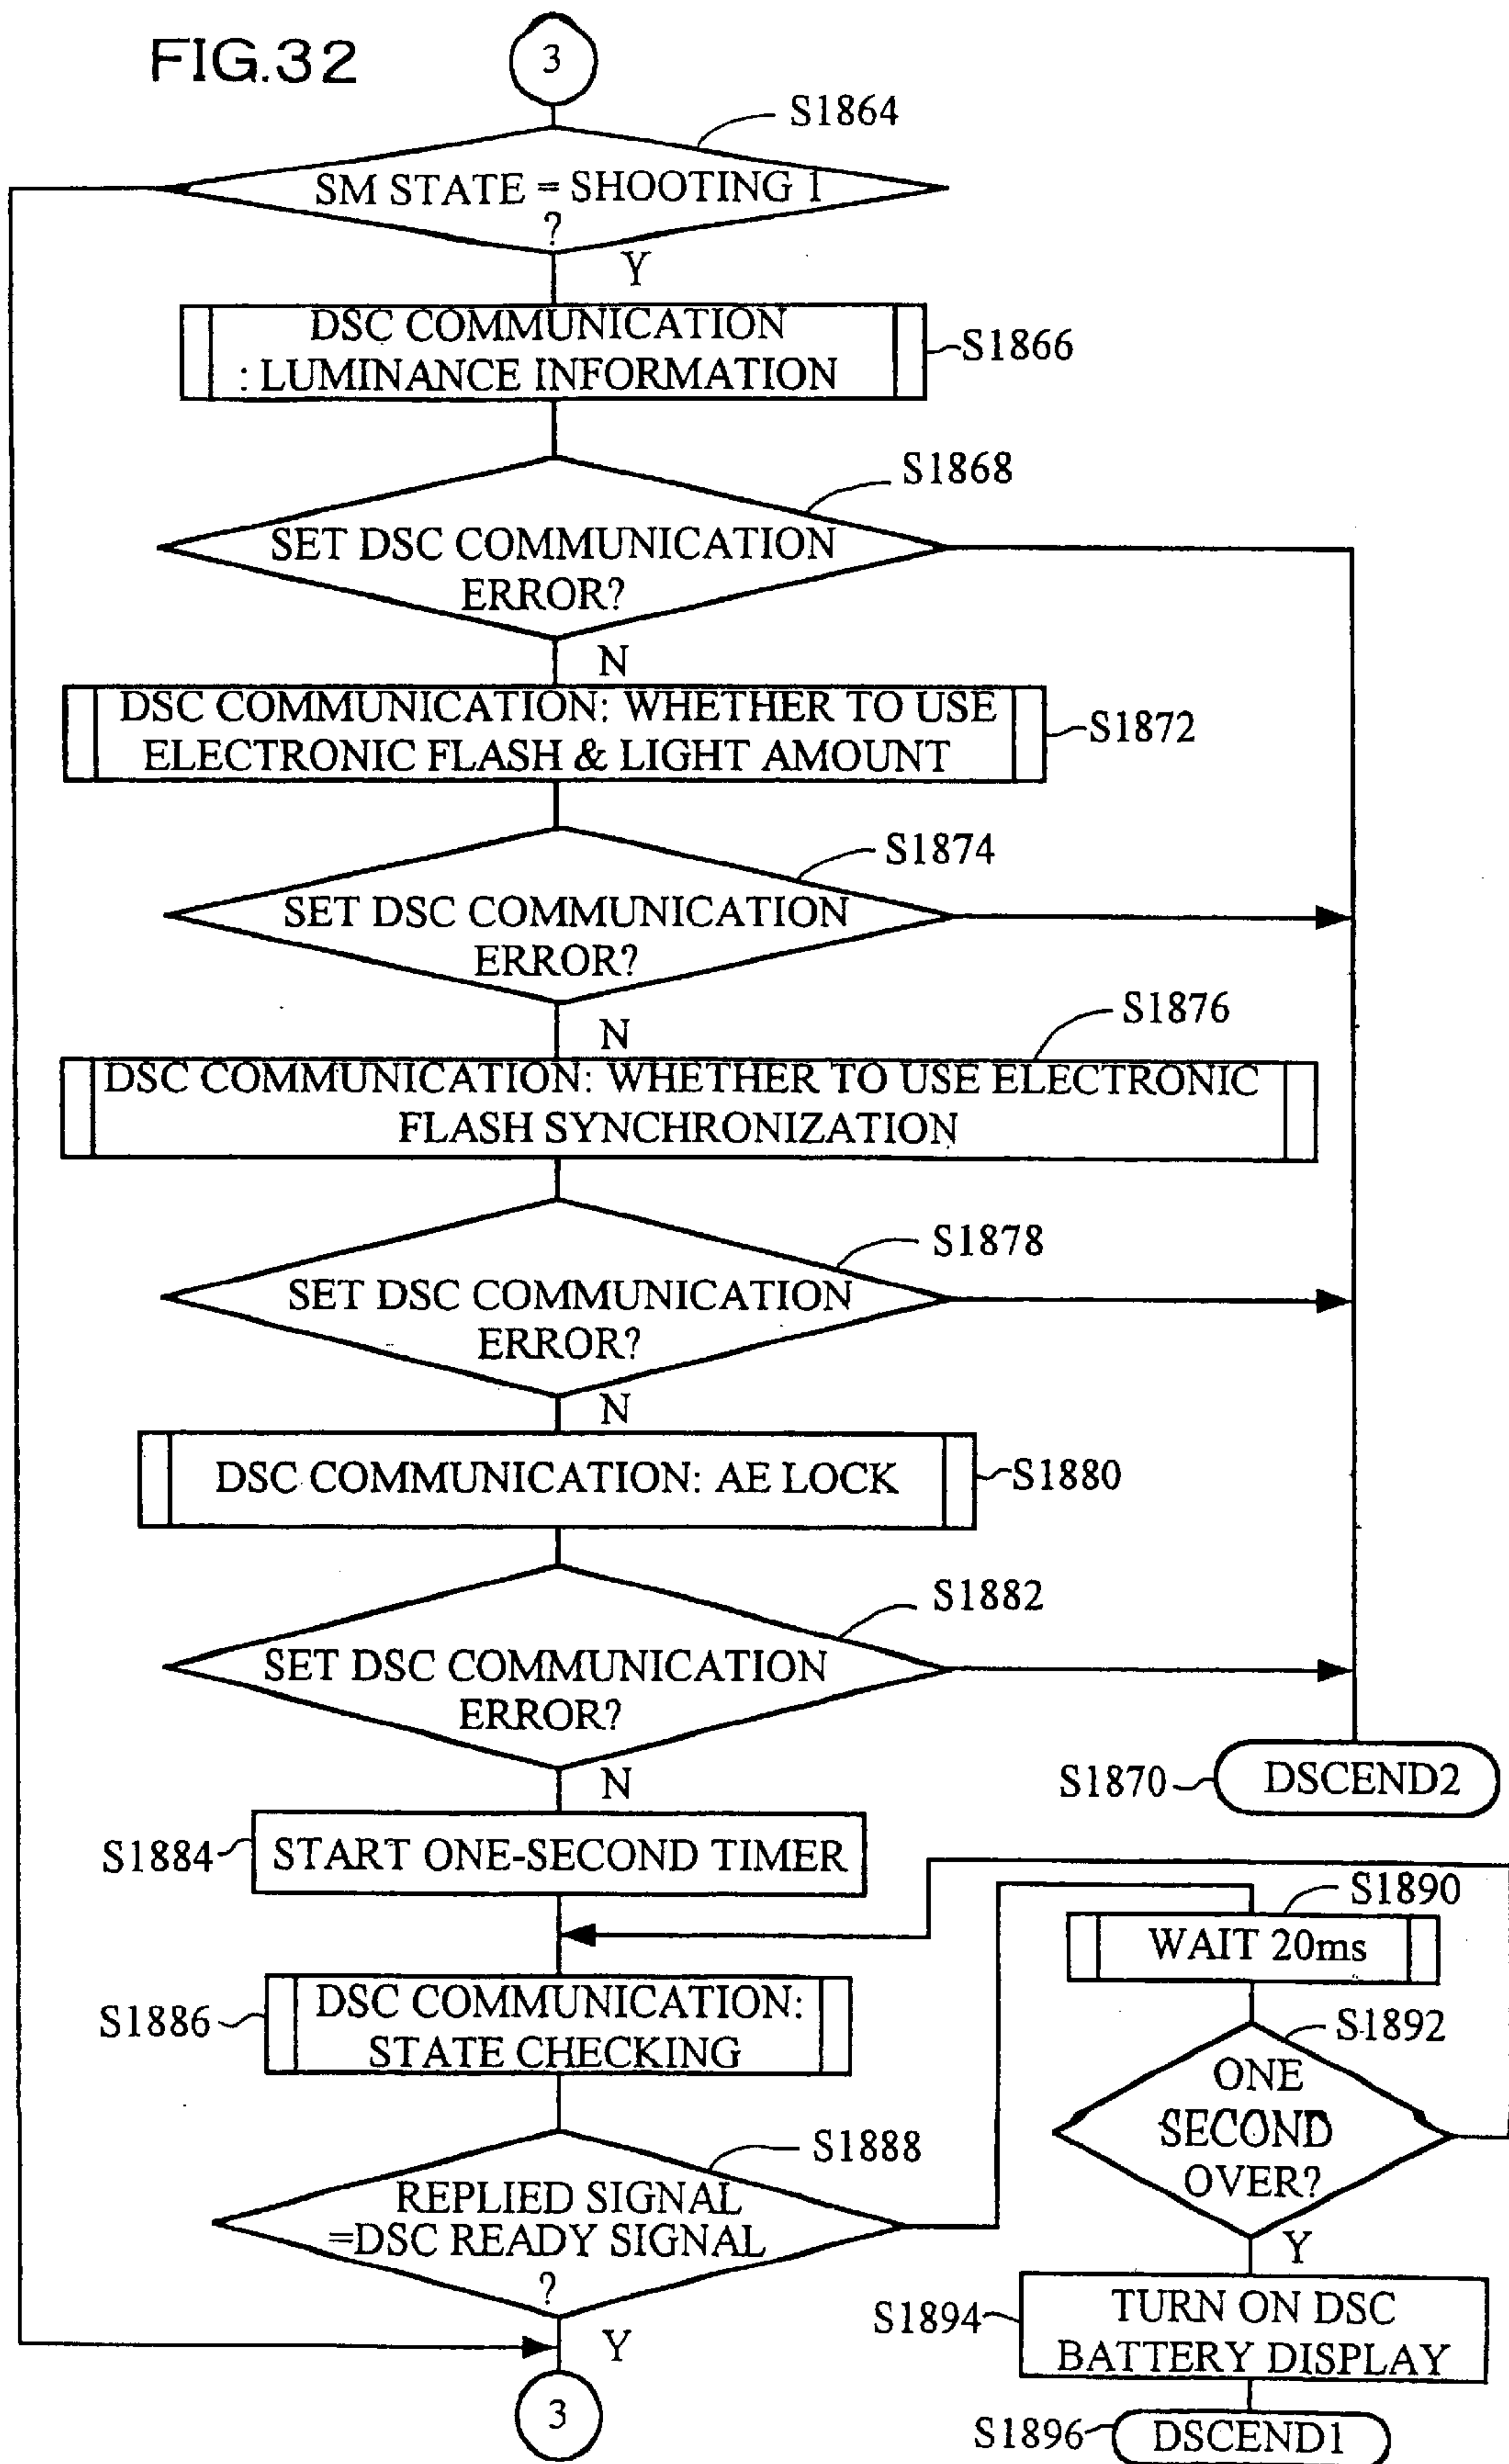 FIG.32
3
S1864
SM STATE = SHOOTING 1
?
Y
DSC COMMUNICATION
: LUMINANCE INFORMATION
S1866
S1868
SET DSC COMMUNICATION
ERROR?
N
DSC COMMUNICATION: WHETHER TO USE
ELECTRONIC FLASH & LIGHT AMOUNT
S1872
S1874
SET DSC COMMUNICATION
ERROR?
N
S1876
DSC COMMUNICATION: WHETHER TO USE ELECTRONIC
FLASH SYNCHRONIZATION
S1878
SET DSC COMMUNICATION
ERROR?
N
DSC COMMUNICATION: AE LOCK
S1880
S1882
SET DSC COMMUNICATION
ERROR?
N
S1870
DSCEND2
S1884
START ONE-SECOND TIMER
S1890
WAIT 20ms
S1886
DSC COMMUNICATION:
STATE CHECKING
S1892
ONE
SECOND
OVER?
Y
S1888
REPLIED SIGNAL
=DSC READY SIGNAL
?
Y
S1894
TURN ON DSC
BATTERY DISPLAY
3
S1896
DSCEND1